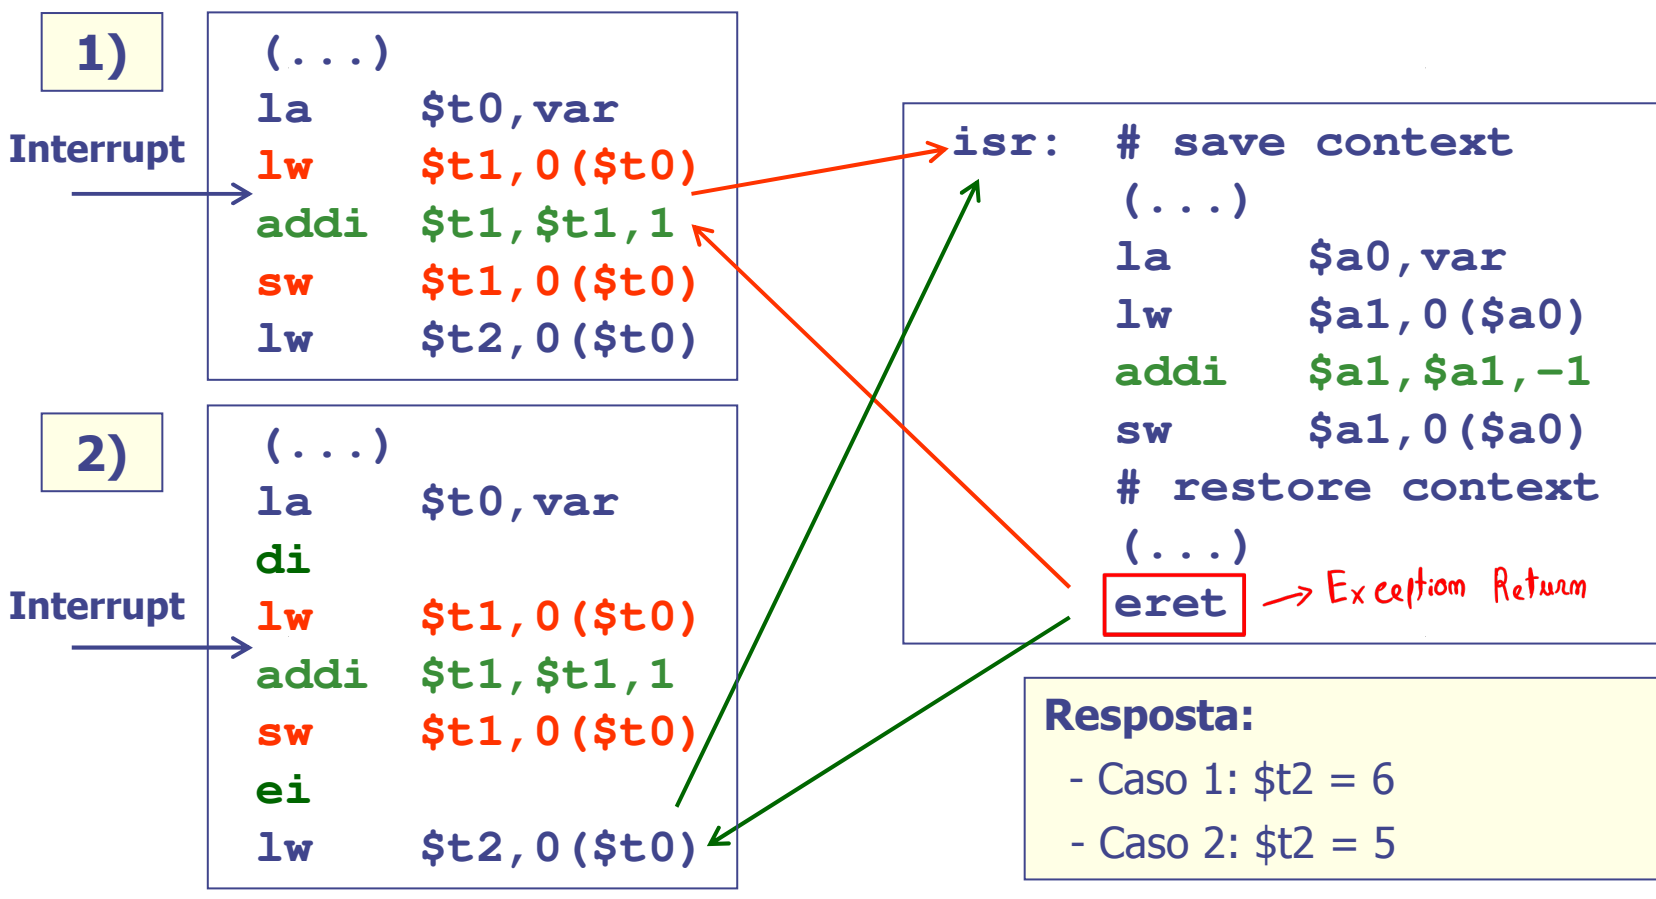 1)
Interrupt
(...)
la $t0,var
lw $t1,0($t0)
addi $t1,$t1,1
sw $t1,0($t0)
lw $t2,0($t0)
2)
Interrupt
(...)
la $t0,var
di
lw $t1,0($t0)
addi $t1,$t1,1
sw $t1,0($t0)
ei
lw $t2,0($t0)
isr: # save context
(...)
la $a0,var
lw $a1,0($a0)
addi $a1,$a1,-1
sw $a1,0($a0)
# restore context
(...)
eret
Exception Return
Resposta:
- Caso 1: $t2 = 6
- Caso 2: $t2 = 5